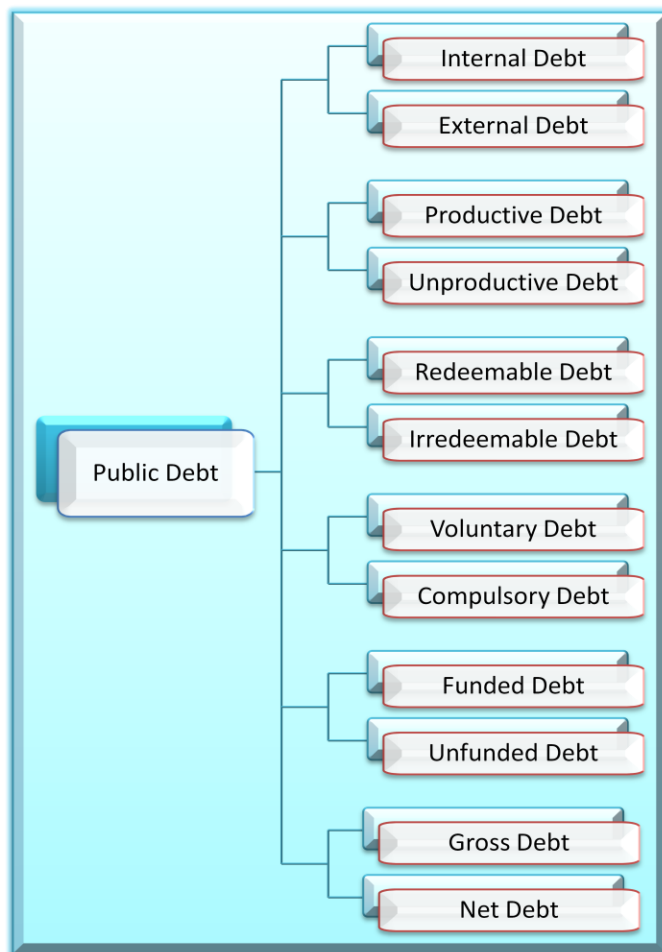 Internal Debt
External Debt
Productive Debt
Unproductive Debt
Redeemable Debt
Irredeemable Debt
Public Debt
Voluntary Debt
Compulsory Debt
Funded Debt
Unfunded Debt
Gross Debt
Net Debt